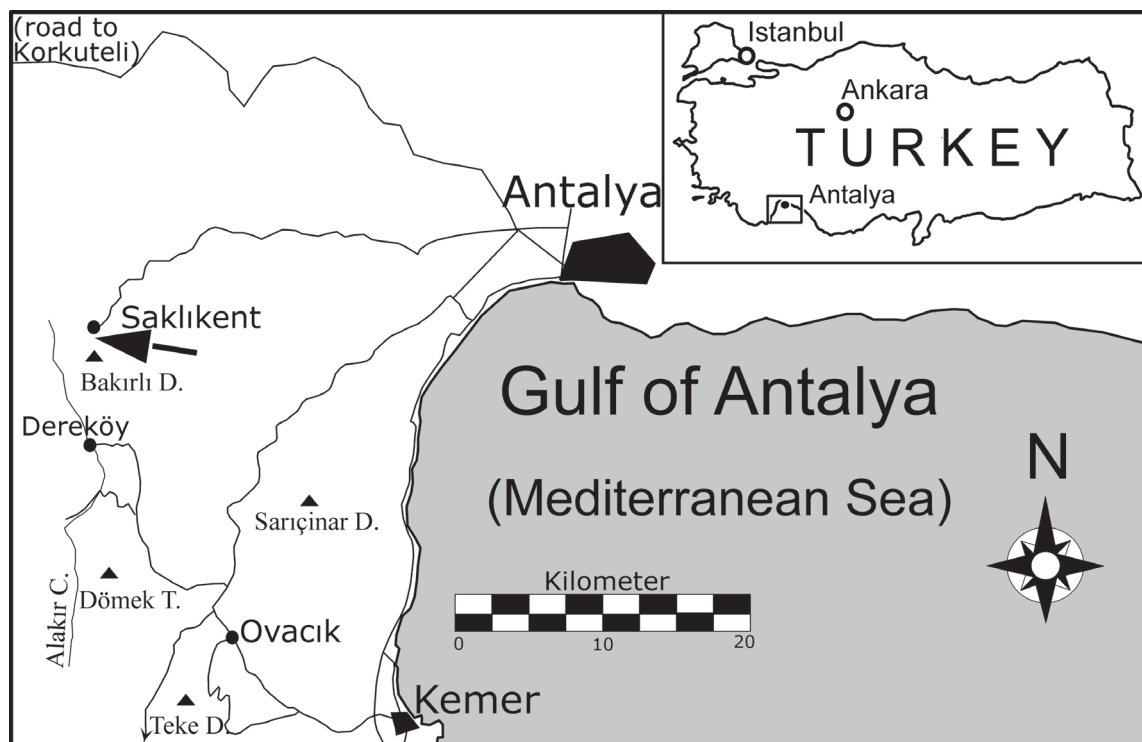 (road to
Korkuteli)
Istanbul
Ankara
TURKEY
Antalya
Antalya
Saklıkent
Bakırlı D.
Dereköy
Gulf of Antalya
(Mediterranean Sea)
N
Sarıçinar D.
Kilometer
0 10 20
Alakır C.
Dömek T.
Ovacık
Teke D.
Kemer